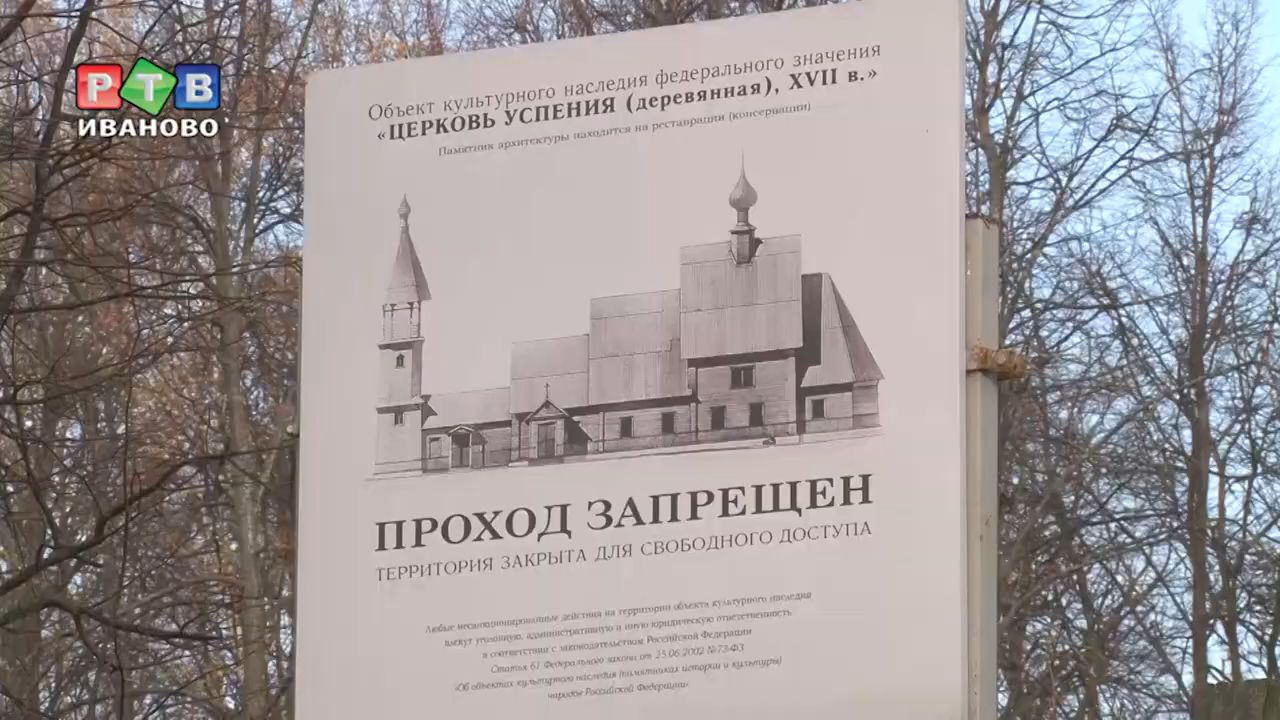 РТВ
ИВАНОВО
Объект культурного наследия федерального значения
«ЦЕРКОВЬ УСПЕНИЯ (деревянная), XVII в.»
Памятник архитектуры находится на реставрации (консервации)
ПРОХОД ЗАПРЕЩЕН
ТЕРРИТОРИЯ ЗАКРЫТА ДЛЯ СВОБОДНОГО ДОСТУПА
Любые несанкционированные действия на территории объекта культурного наследия
влекут уголовную, административную и иную юридическую ответственность
в соответствии с законодательством Российской Федерации
Статья 61 Федерального закона от 25.06.2002 №73-ФЗ
«Об объектах культурного наследия (памятниках истории и культуры)
народов Российской Федерации»